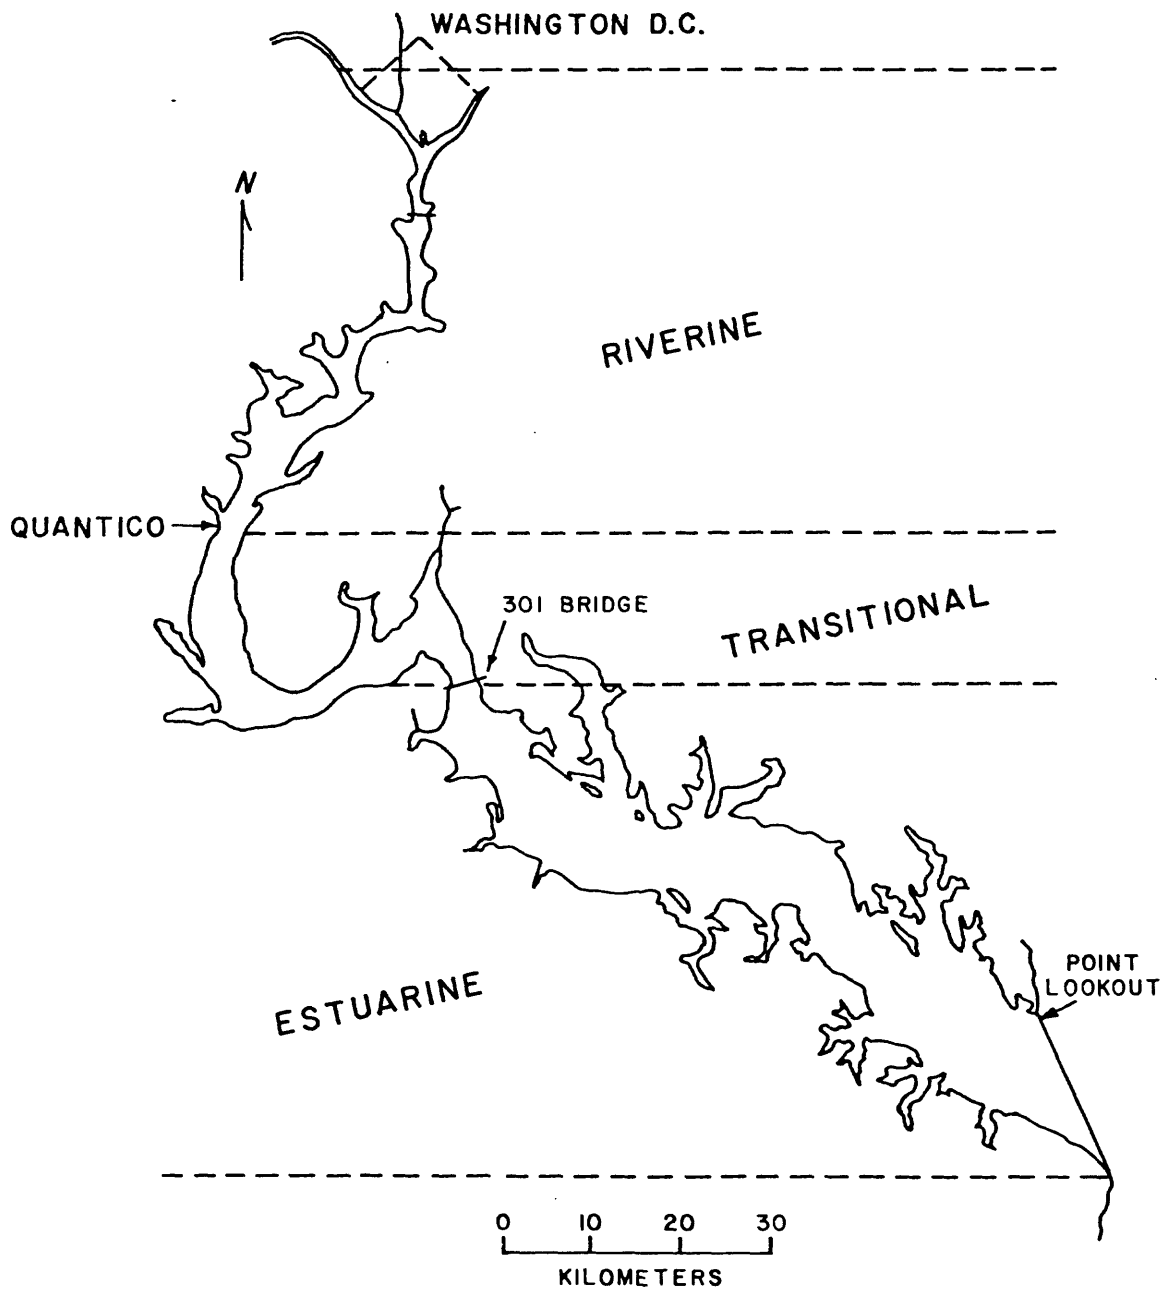 WASHINGTON D.C.
N
RIVERINE
QUANTICO
301 BRIDGE
TRANSITIONAL
POINT
LOOKOUT
ESTUARINE
0 10 20 30
KILOMETERS